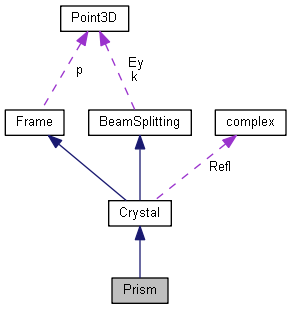 Point3D
p
Ey
k
Frame
BeamSplitting
complex
Refl
Crystal
Prism